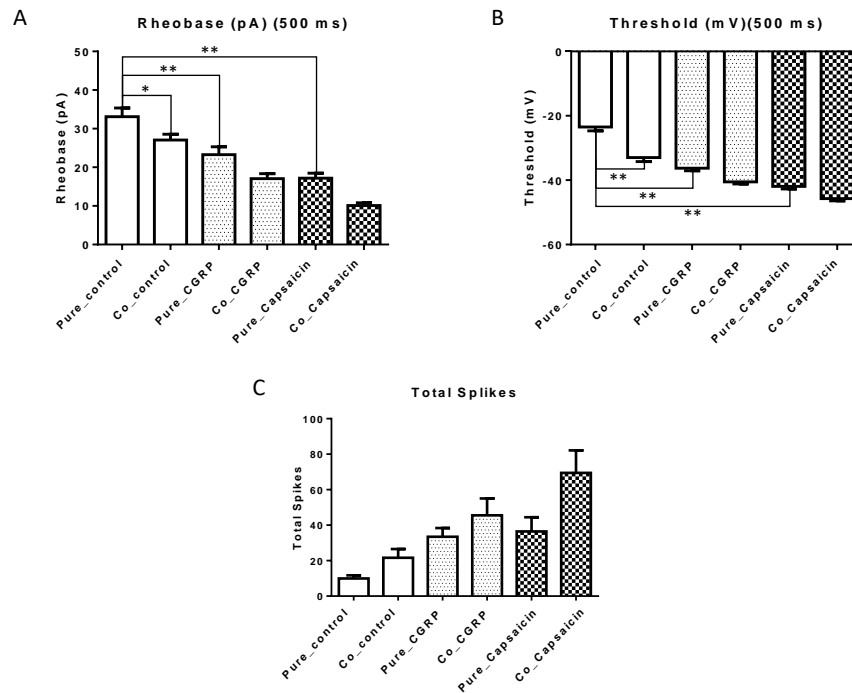 A
Rheobase (pA) (500 ms)
50
40
30
20
10
0
Rheobase (pA)
**
**
*
Pure_control
Co_control
Pure_CGRP
Co_CGRP
Pure_Capsaicin
Co_Capsaicin
B
Threshold (mV)(500 ms)
0
-20
-40
-60
Threshold (mV)
**
**
**
Pure_control
Co_control
Pure_CGRP
Co_CGRP
Pure_Capsaicin
Co_Capsaicin
C
Total Spikes
100
80
60
40
20
0
Total Spikes
Pure_control
Co_control
Pure_CGRP
Co_CGRP
Pure_Capsaicin
Co_Capsaicin